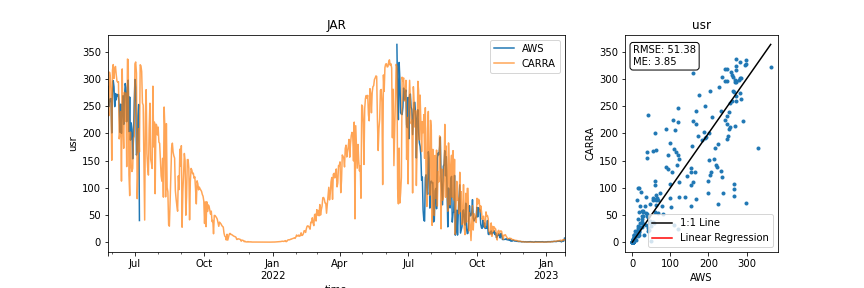 JAR
usr
350
300
250
200
150
100
50
0
AWS
CARRA
Jul
Oct
Jan
2022
Apr
Jul
Oct
Jan
2023
time
usr
CARRA
350
300
250
200
150
100
50
0
RMSE: 51.38
ME: 3.85
1:1 Line
Linear Regression
0
100
200
300
AWS